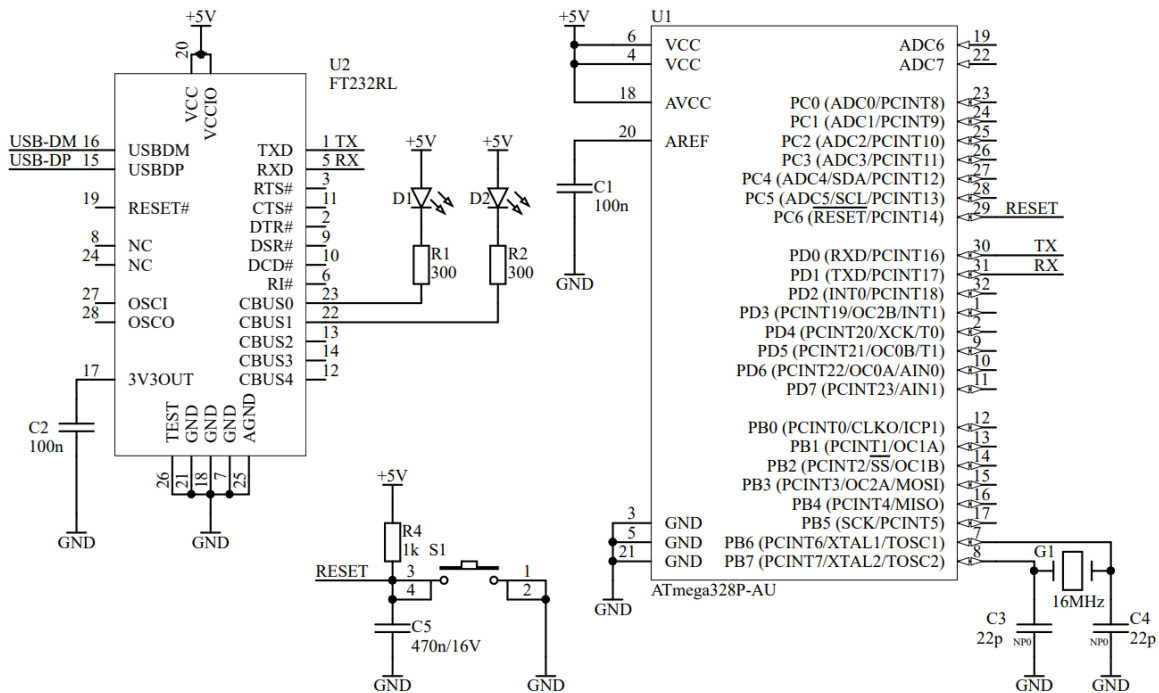 +5V
20
VCC
VCCIO
U2
FT232RL
USB-DM 16
USBDM
USB-DP 15
USBDP
19
RESET#
8
NC
24
NC
27
OSCI
28
OSCO
17
3V3OUT
TXD
1 TX
RXD
5 RX
RTS#
3
CTS#
11
DTR#
2
DSR#
9
DCD#
10
RI#
6
CBUS0
23
CBUS1
22
CBUS2
13
CBUS3
14
CBUS4
12
TEST
GND
GND
GND
AGND
26
21
18
7
25
C2
100n
GND
GND
+5V
D1
R1
300
+5V
D2
R2
300
+5V
R4
1k
S1
RESET
3
4
1
2
C5
470n/16V
GND
GND
+5V
U1
6
VCC
4
VCC
18
AVCC
20
AREF
C1
100n
GND
3
GND
5
GND
21
GND
GND
ADC6
19
ADC7
22
PC0 (ADC0/PCINT8)
23
PC1 (ADC1/PCINT9)
24
PC2 (ADC2/PCINT10)
25
PC3 (ADC3/PCINT11)
26
PC4 (ADC4/SDA/PCINT12)
27
PC5 (ADC5/SCL/PCINT13)
28
PC6 (RESET/PCINT14)
29
RESET
PD0 (RXD/PCINT16)
30
TX
PD1 (TXD/PCINT17)
31
RX
PD2 (INT0/PCINT18)
32
PD3 (PCINT19/OC2B/INT1)
1
PD4 (PCINT20/XCK/T0)
2
PD5 (PCINT21/OC0B/T1)
9
PD6 (PCINT22/OC0A/AIN0)
10
PD7 (PCINT23/AIN1)
11
PB0 (PCINT0/CLKO/ICP1)
12
PB1 (PCINT1/OC1A)
13
PB2 (PCINT2/SS/OC1B)
14
PB3 (PCINT3/OC2A/MOSI)
15
PB4 (PCINT4/MISO)
16
PB5 (SCK/PCINT5)
17
PB6 (PCINT6/XTAL1/TOSC1)
7
PB7 (PCINT7/XTAL2/TOSC2)
8
ATmega328P-AU
G1
16MHz
C3
22p
NP0
C4
22p
NP0
GND
GND